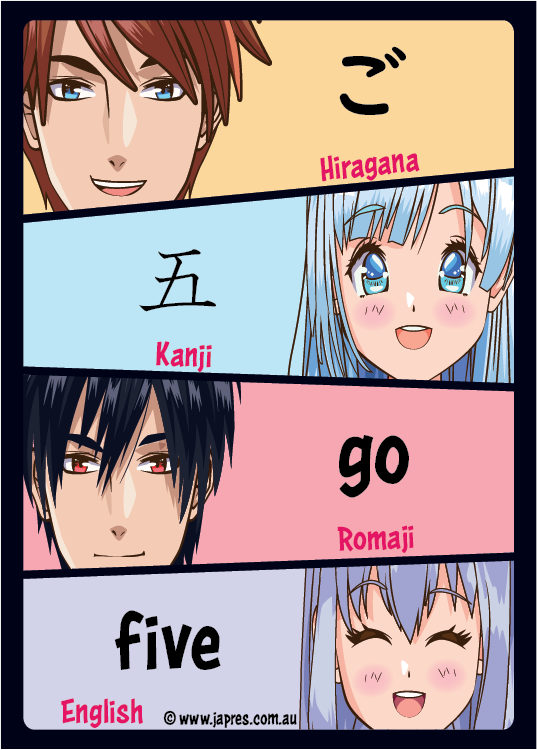 ご
Hiragana
五
Kanji
go
Romaji
five
English
© www.japres.com.au